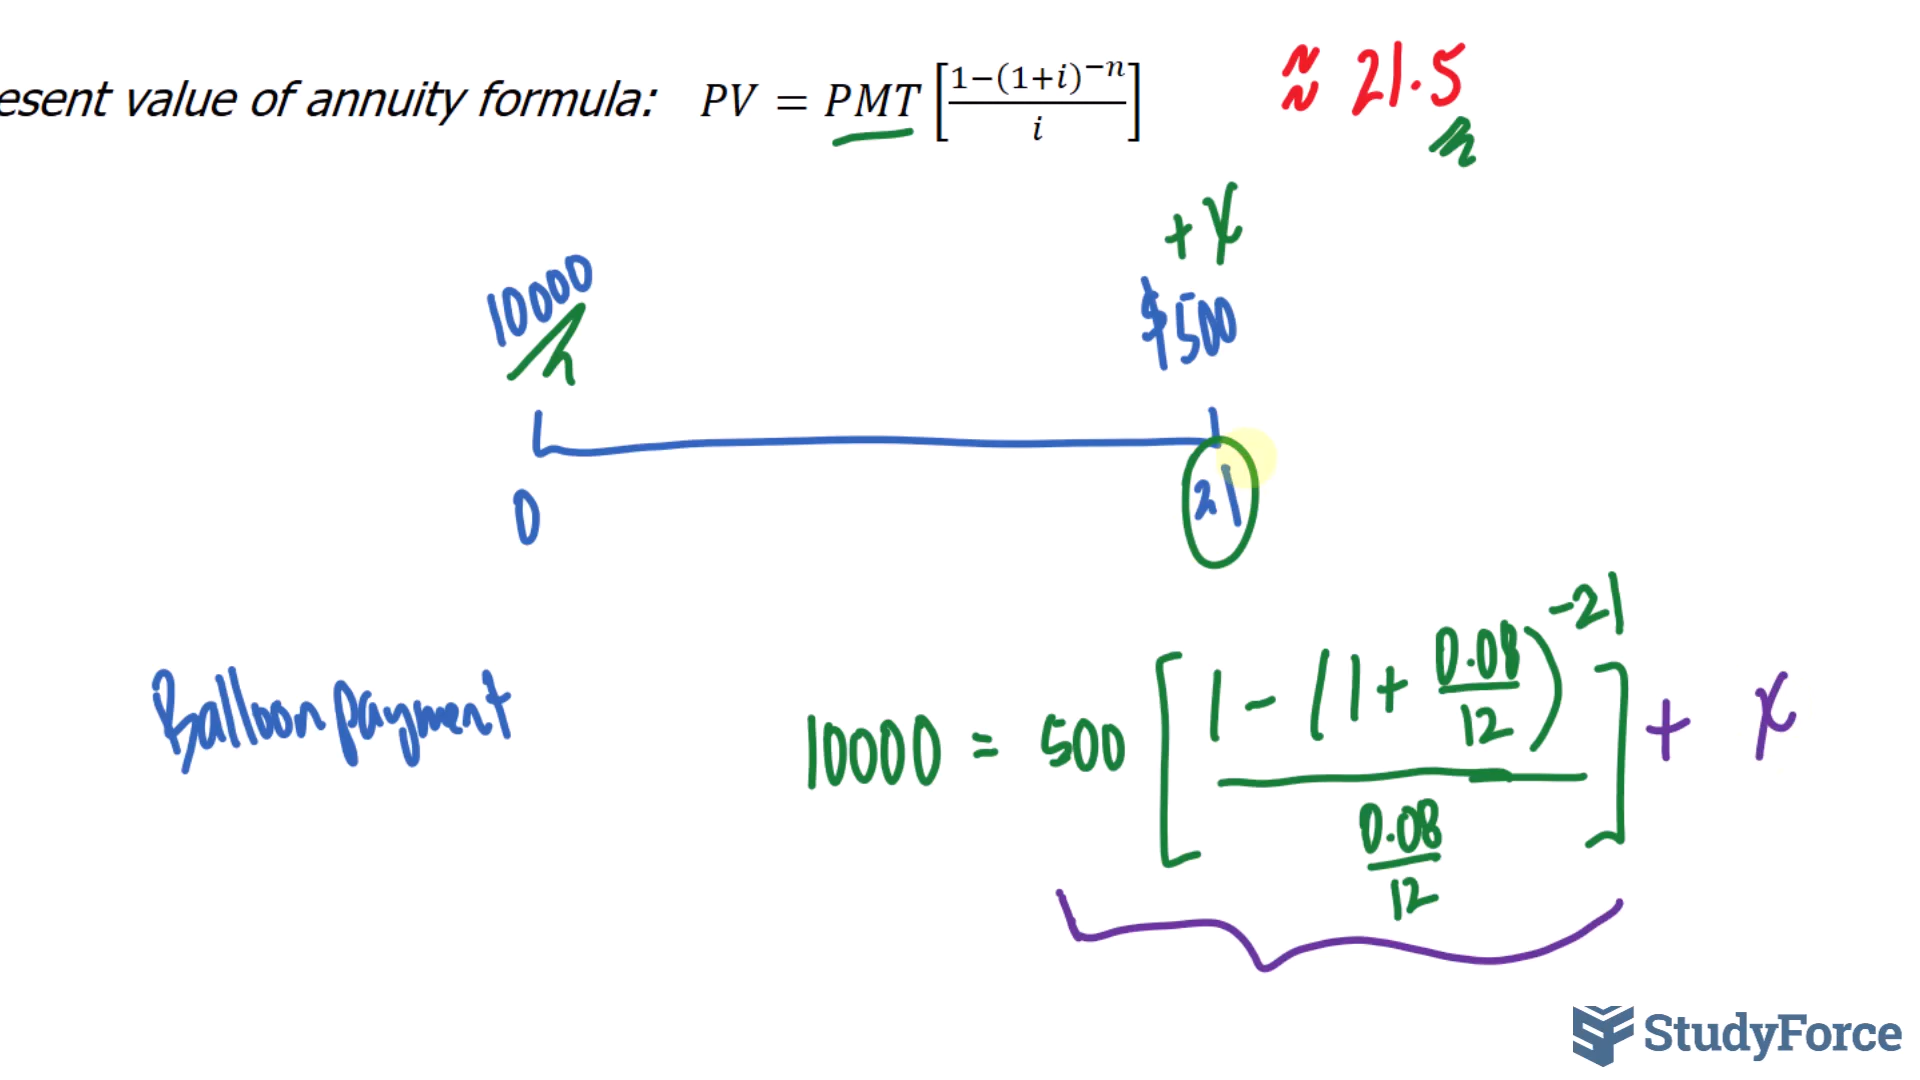 esent value of annuity formula: PV = PMT [1−(1+i)^−n / i] ≈ 21.5
+ x
10000
$500
0
21
Balloon payment
10000 = 500 [1 - (1 + 0.08/12)^-21 / 0.08/12] + x
StudyForce